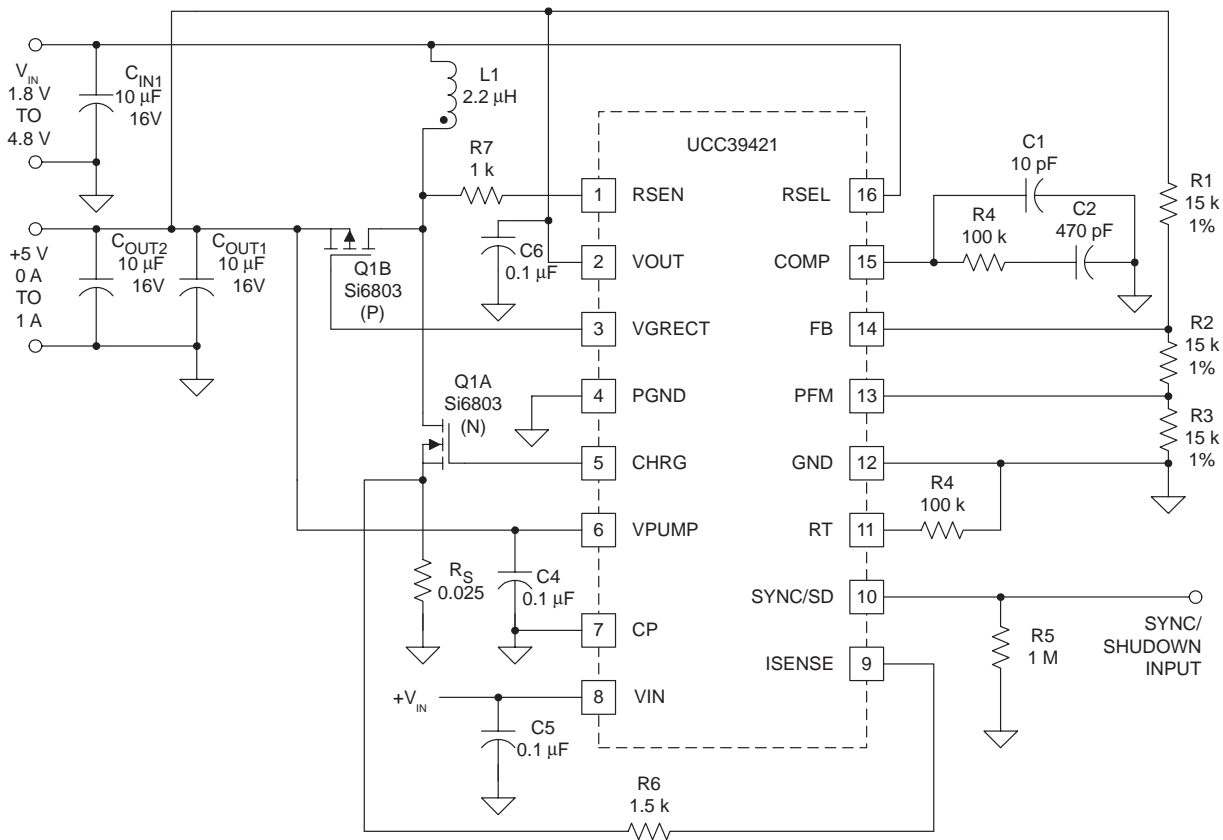 V_IN
1.8 V
TO
4.8 V
C_IN1
10 µF
16V
L1
2.2 µH
UCC39421
R7
1 k
1
RSEN
RSEL
16
C1
10 pF
R4
100 k
C2
470 pF
R1
15 k
1%
+5 V
0 A
TO
1 A
C_OUT2
10 µF
16V
C_OUT1
10 µF
16V
Q1B
Si6803
(P)
C6
0.1 µF
2
VOUT
COMP
15
3
VGRECT
FB
14
R2
15 k
1%
Q1A
Si6803
(N)
4
PGND
PFM
13
R3
15 k
1%
5
CHRG
GND
12
R4
100 k
6
VPUMP
RT
11
R_S
0.025
C4
0.1 µF
SYNC/SD
10
7
CP
R5
1 M
SYNC/
SHUDOWN
INPUT
ISENSE
9
+V_IN
8
VIN
C5
0.1 µF
R6
1.5 k